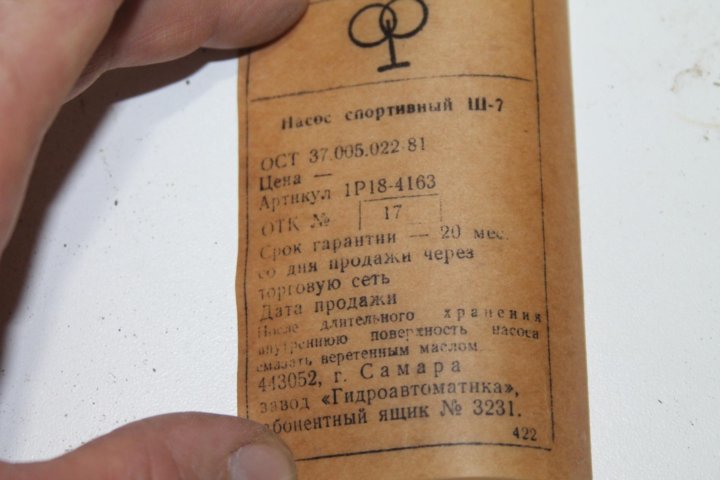 Насос спортивный Ш-7
ОСТ 37.005.022-81
Цена —
Артикул 1Р18-4163
ОТК № 17
Срок гарантии — 20 мес.
со дня продажи через
торговую сеть
Дата продажи
После длительного хранения
внутреннюю поверхность насоса
смазать веретенным маслом.
443052, г. Самара
завод «Гидроавтоматика»,
абонентный ящик № 3231.
422